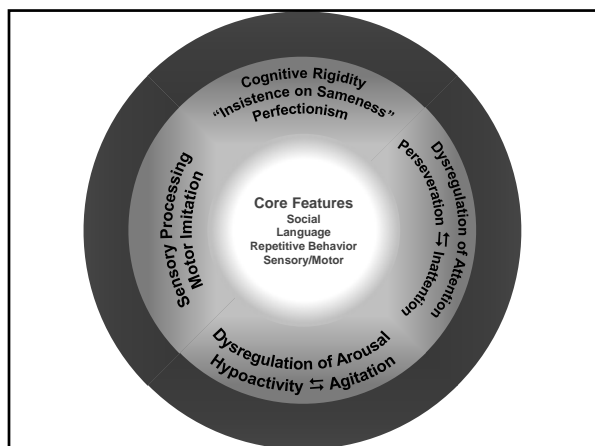 Cognitive Rigidity
“Insistence on Sameness”
Perfectionism
Dysregulation of Attention
Perseveration ⇆ Inattention
Core Features
Social
Language
Repetitive Behavior
Sensory/Motor
Sensory Processing
Motor Imitation
Dysregulation of Arousal
Hypoactivity ⇆ Agitation